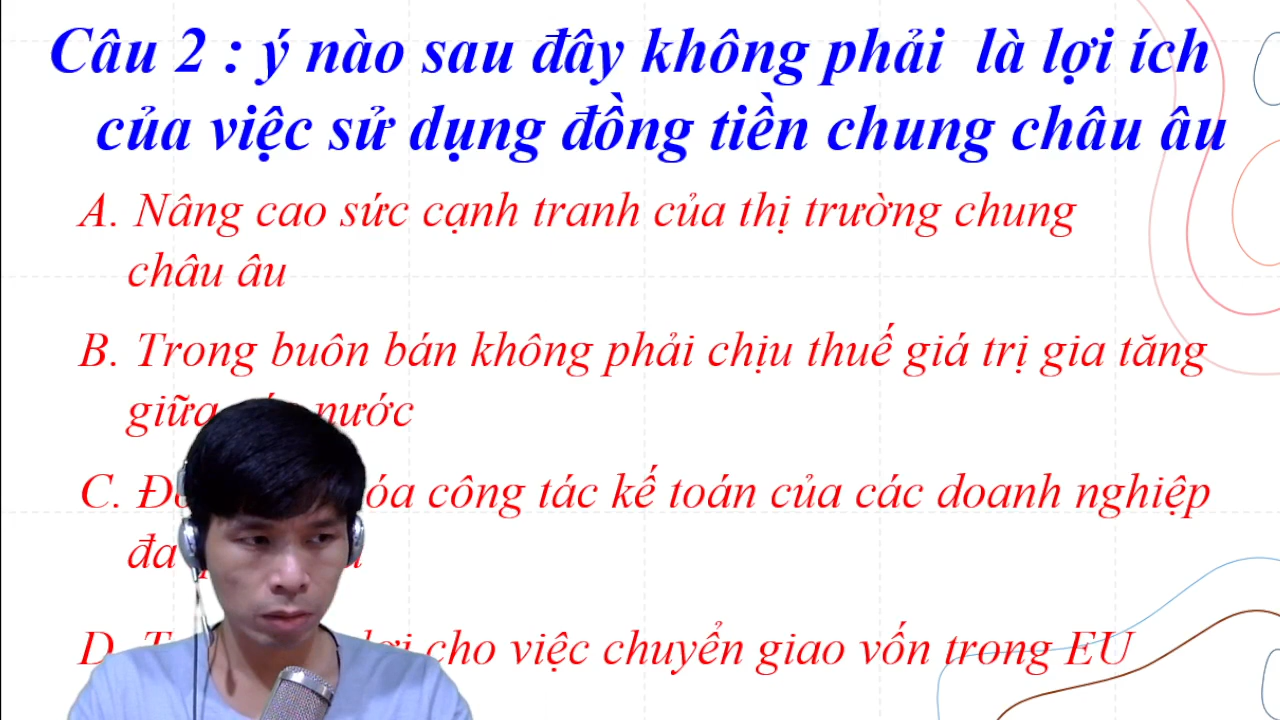 Câu 2 : ý nào sau đây không phải là lợi ích
của việc sử dụng đồng tiền chung châu âu
A. Nâng cao sức cạnh tranh của thị trường chung
châu âu
B. Trong buôn bán không phải chịu thuế giá trị gia tăng
giữa nước
C. công tác kế toán của các doanh nghiệp
đa
D. cho việc chuyển giao vốn trong EU